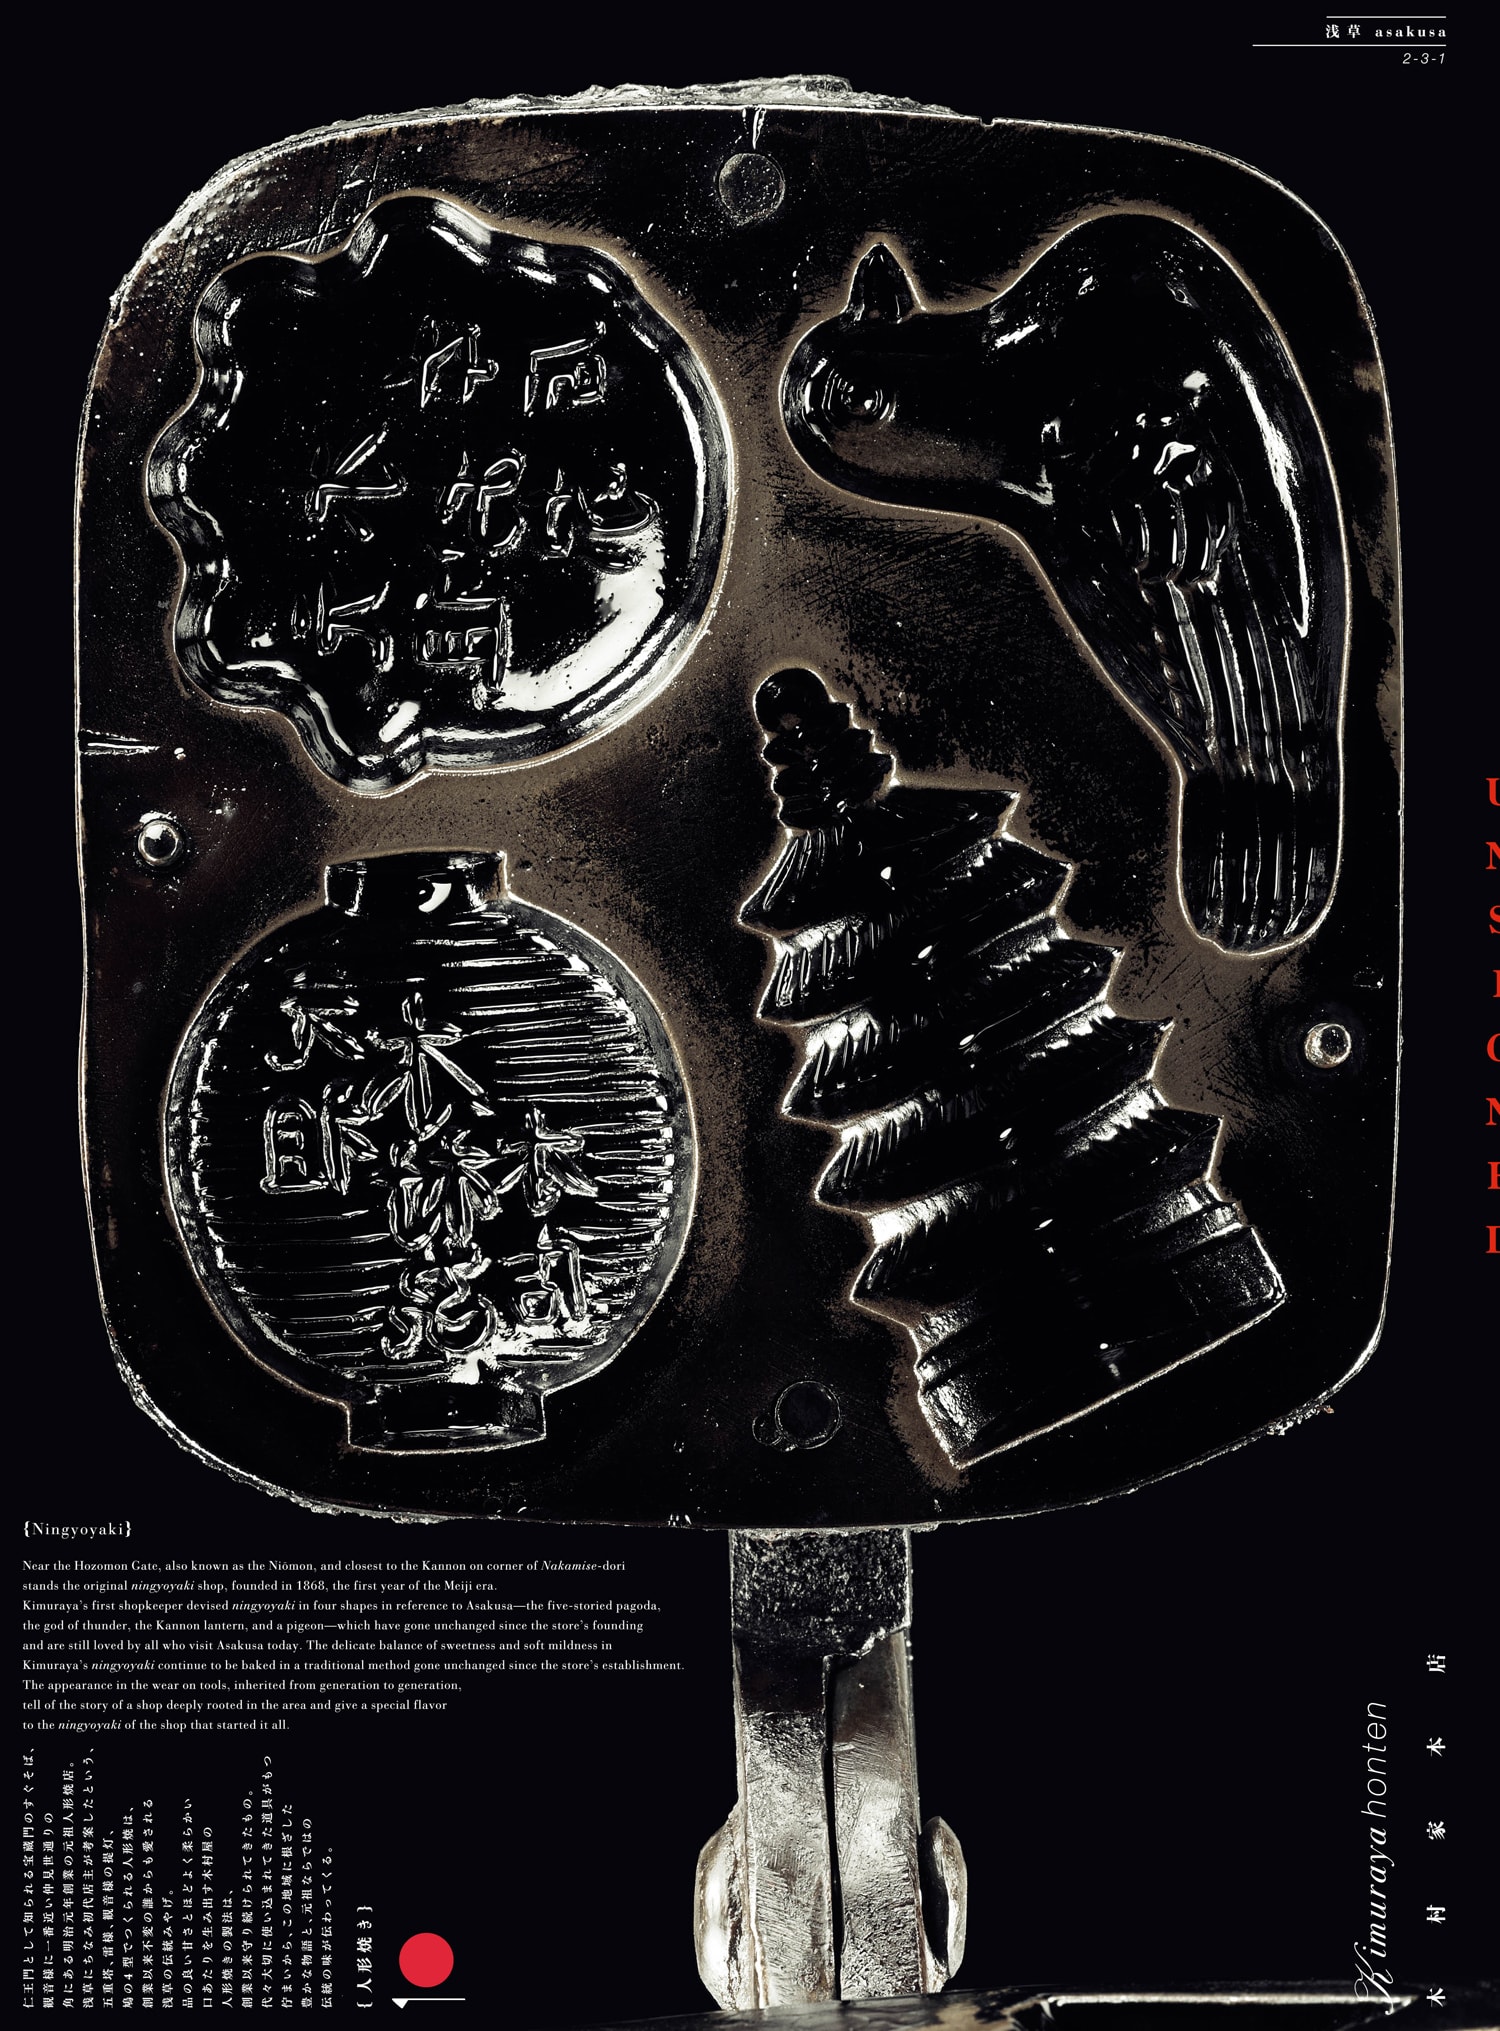 浅草 asakusa
2-3-1
U
N
S
I
O
N
E
D
{Ningyoyaki}
Near the Hozomon Gate, also known as the Niōmon, and closest to the Kannon on corner of Nakamise-dori
stands the original ningyoyaki shop, founded in 1868, the first year of the Meiji era.
Kimuraya's first shopkeeper devised ningyoyaki in four shapes in reference to Asakusa—the five-storied pagoda,
the god of thunder, the Kannon lantern, and a pigeon—which have gone unchanged since the store's founding
and are still loved by all who visit Asakusa today. The delicate balance of sweetness and soft mildness in
Kimuraya's ningyoyaki continue to be baked in a traditional method gone unchanged since the store's establishment.
The appearance in the wear on tools, inherited from generation to generation,
tell of the story of a shop deeply rooted in the area and give a special flavor
to the ningyoyaki of the shop that started it all.
仁王門として知られる宝蔵門のすぐそば、
観音様に一番近い仲見世通りの
角にある明治元年創業の元祖人形焼店。
浅草にちなみ初代店主が考案したという、
五重塔、雷様、観音様の提灯、
鳩の4型でつくられる人形焼は、
創業以来不変の誰からも愛される
浅草の伝統みやげ。
品の良い甘さとほどよく柔らかい
口あたりを生み出す木村屋の
人形焼きの製法は、
創業以来守り続けられてきたもの。
代々大切に使い込まれてきた道具がもつ
佇まいから、この地域に根ざした
豊かな物語と、元祖ならではの
伝統の味が伝わってくる。
{人形焼き}
1
Kimuraya honten
木村家本店